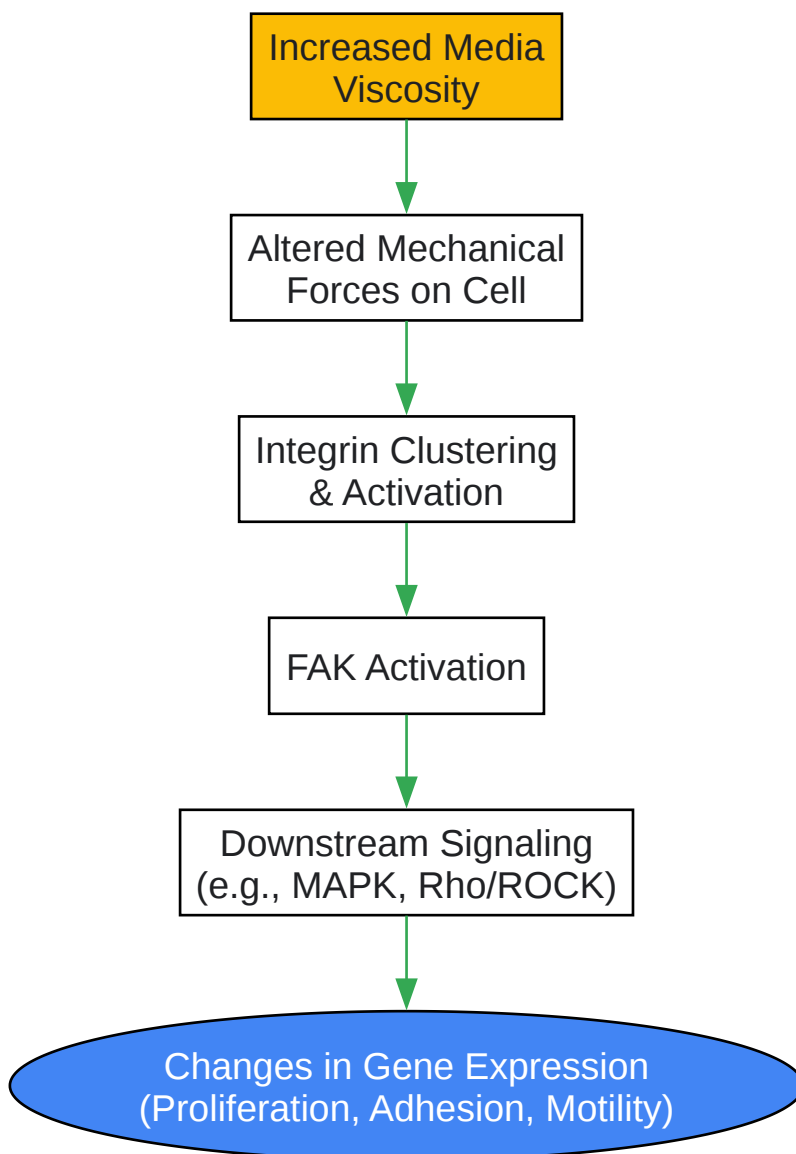 Increased Media
Viscosity
Altered Mechanical
Forces on Cell
Integrin Clustering
& Activation
FAK Activation
Downstream Signaling
(e.g., MAPK, Rho/ROCK)
Changes in Gene Expression
(Proliferation, Adhesion, Motility)